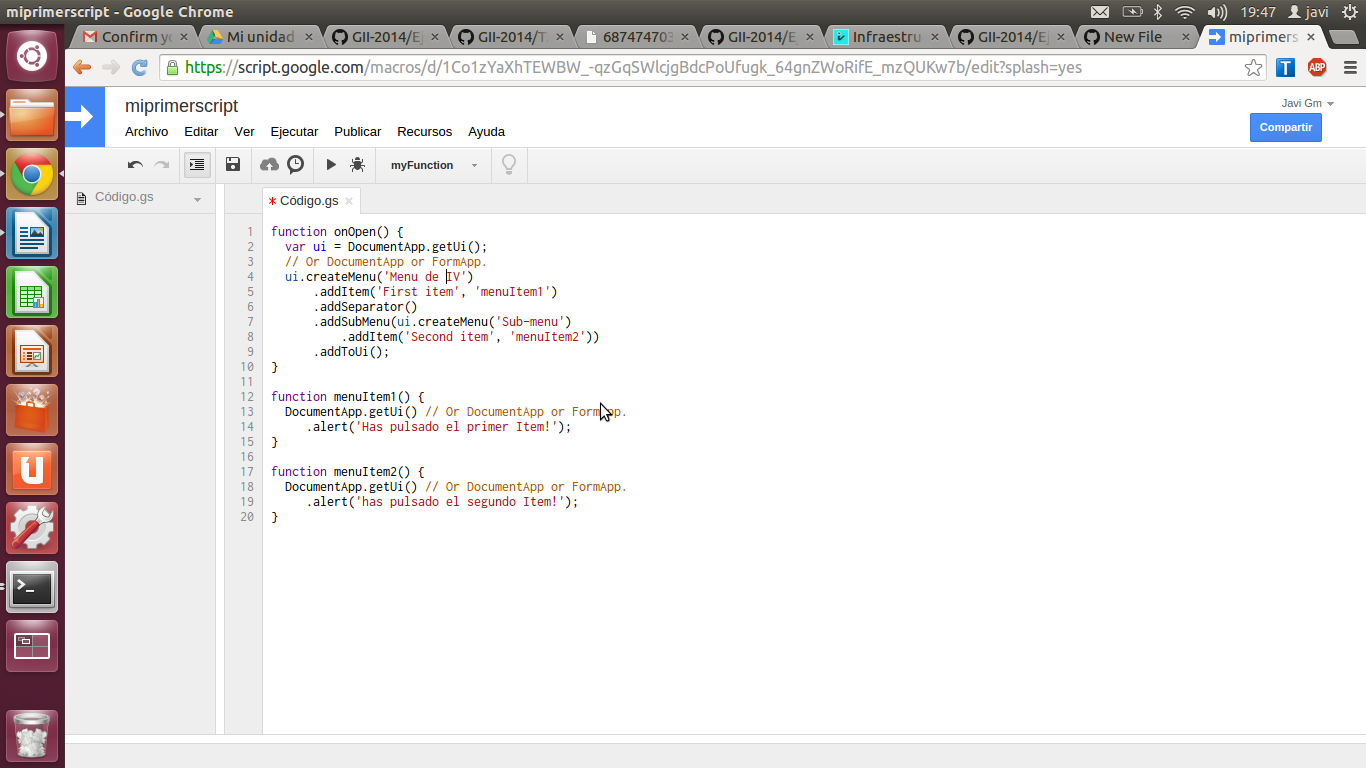 miprimerscript - Google Chrome
19:47 javi
Confirm yo
Mi unidad
GII-2014/Ej
GII-2014/T
687474703
GII-2014/Ej
Infraestru
GII-2014/Ej
New File
miprimers
https://script.google.com/macros/d/1Co1zYaXhTEWBW_-qzGqSWlcjgBdcPoUfugk_64gnZWoRifE_mzQUKw7b/edit?splash=yes
T ABP
miprimerscript
Javi Gm
Archivo Editar Ver Ejecutar Publicar Recursos Ayuda
Compartir
myFunction
Código.gs
* Código.gs
1 function onOpen() {
2 var ui = DocumentApp.getUi();
3 // Or DocumentApp or FormApp.
4 ui.createMenu('Menu de IV')
5 .addItem('First item', 'menuItem1')
6 .addSeparator()
7 .addSubMenu(ui.createMenu('Sub-menu')
8 .addItem('Second item', 'menuItem2'))
9 .addToUi();
10 }
11
12 function menuItem1() {
13 DocumentApp.getUi() // Or DocumentApp or FormApp.
14 .alert('Has pulsado el primer Item!');
15 }
16
17 function menuItem2() {
18 DocumentApp.getUi() // Or DocumentApp or FormApp.
19 .alert('has pulsado el segundo Item!');
20 }